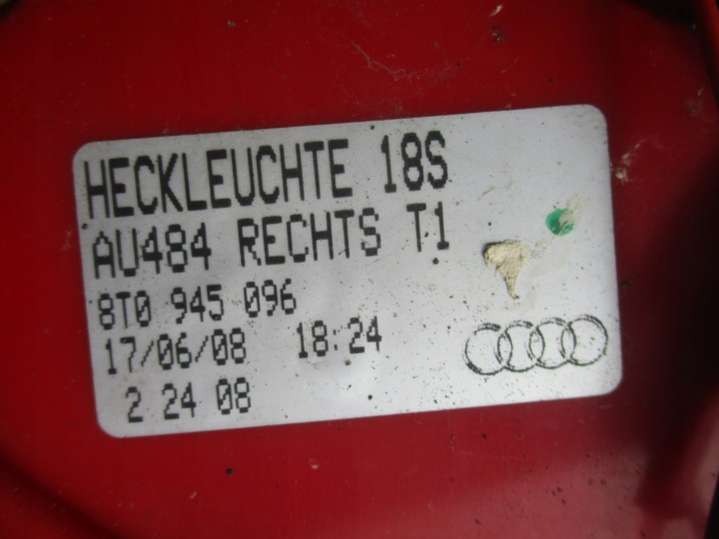 HECKLEUCHTE 18S
AU484 RECHTS T1
8T0 945 096
17/06/08 18:24
2 24 08